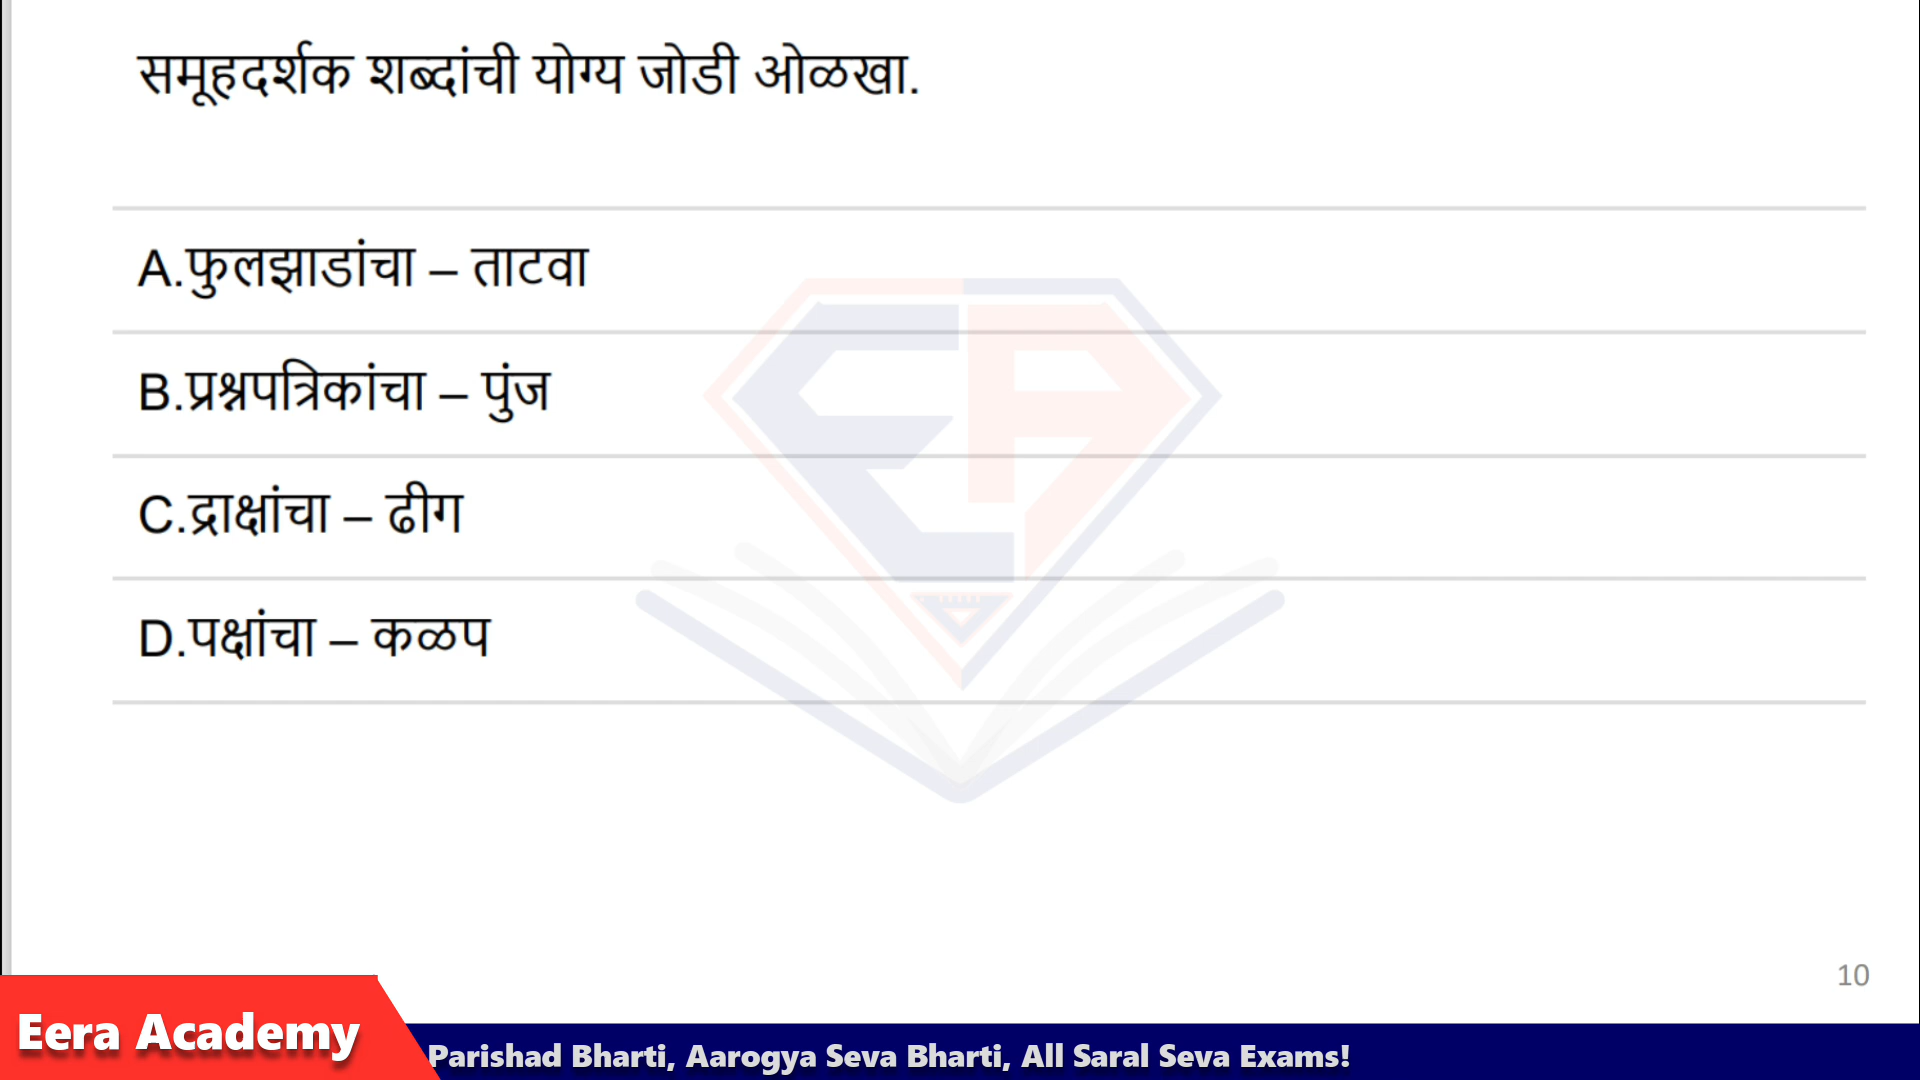 समूहदर्शक शब्दांची योग्य जोडी ओळखा.
A.फुलझाडांचा – ताटवा
B.प्रश्नपत्रिकांचा – पुंज
C.द्राक्षांचा – ढीग
D.पक्षांचा – कळप
10
Eera Academy
Parishad Bharti, Aarogya Seva Bharti, All Saral Seva Exams!